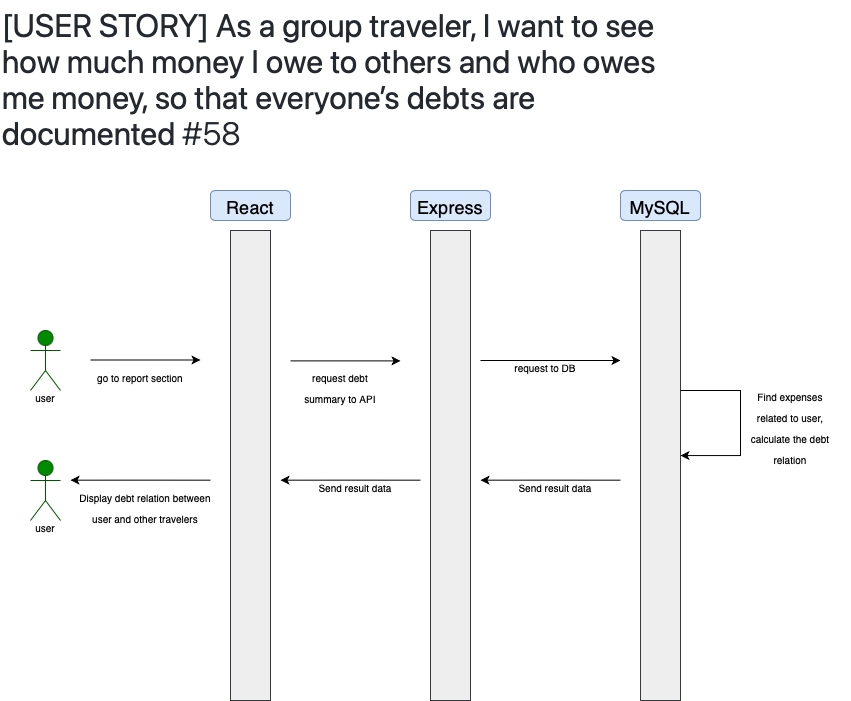 [USER STORY] As a group traveler, I want to see
how much money I owe to others and who owes
me money, so that everyone’s debts are
documented #58
React
Express
MySQL
go to report section
request debt
summary to API
request to DB
user
Find expenses
related to user,
calculate the debt
relation
Display debt relation between
user and other travelers
Send result data
Send result data
user